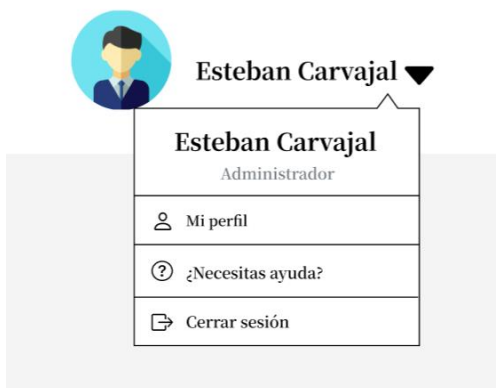 Esteban Carvajal
Esteban Carvajal
Administrador
Mi perfil
¿Necesitas ayuda?
Cerrar sesión